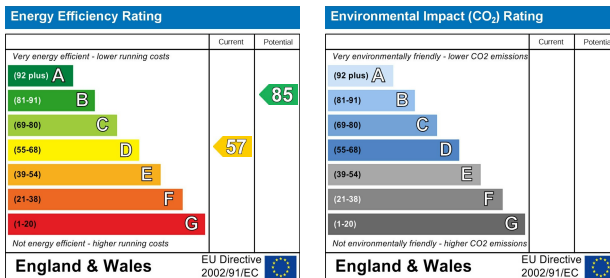 Energy Efficiency Rating
Current Potential
Very energy efficient - lower running costs
(92 plus) A
(81-91) B
(69-80) C
(55-68) D
(39-54) E
(21-38) F
(1-20) G
57
85
Not energy efficient - higher running costs
England & Wales
EU Directive
2002/91/EC
Environmental Impact (CO₂) Rating
Current Potential
Very environmentally friendly - lower CO2 emissions
(92 plus) A
(81-91) B
(69-80) C
(55-68) D
(39-54) E
(21-38) F
(1-20) G
Not environmentally friendly - higher CO2 emissions
England & Wales
EU Directive
2002/91/EC